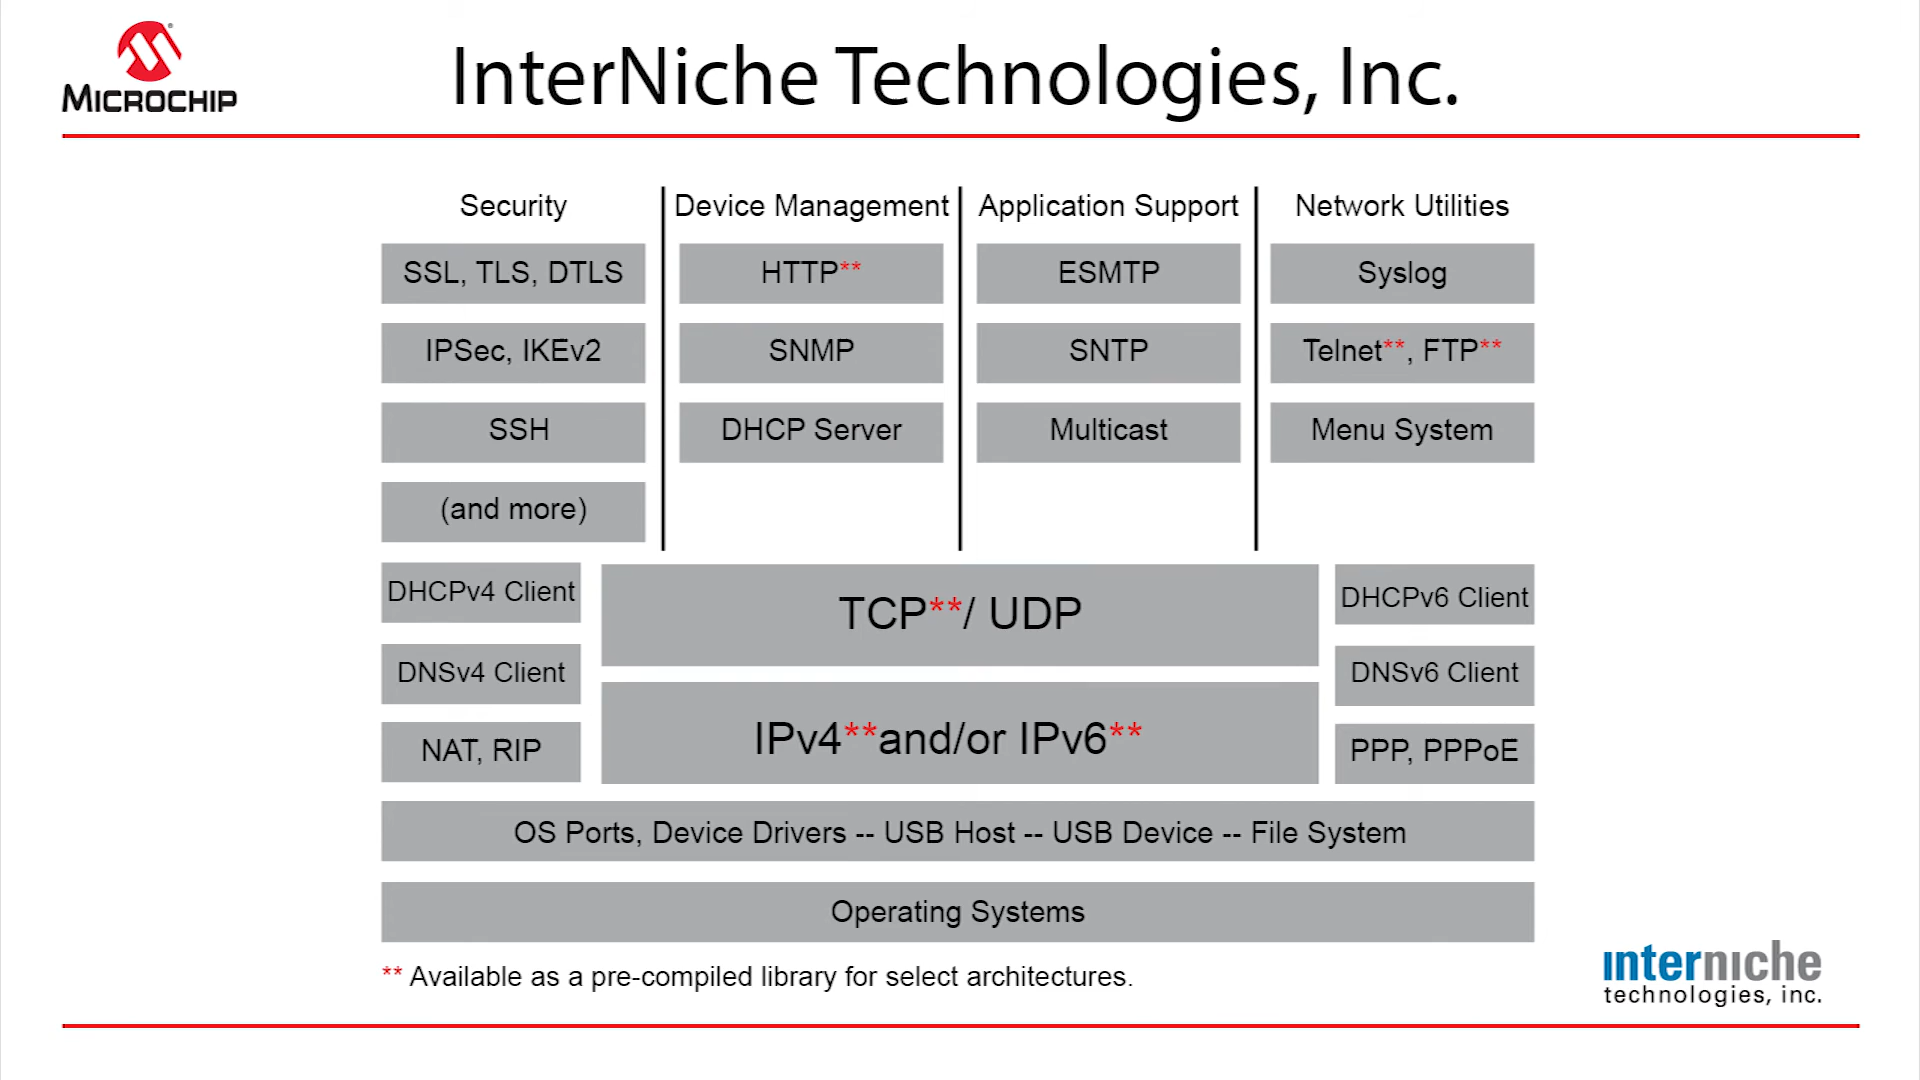 MICROCHIP
InterNiche Technologies, Inc.
Security
Device Management
Application Support
Network Utilities
SSL, TLS, DTLS
HTTP**
ESMTP
Syslog
IPSec, IKEv2
SNMP
SNTP
Telnet**, FTP**
SSH
DHCP Server
Multicast
Menu System
(and more)
DHCPv4 Client
TCP**/ UDP
DHCPv6 Client
DNSv4 Client
DNSv6 Client
IPv4**and/or IPv6**
NAT, RIP
PPP, PPPoE
OS Ports, Device Drivers -- USB Host -- USB Device -- File System
Operating Systems
** Available as a pre-compiled library for select architectures.
interniche
technologies, inc.